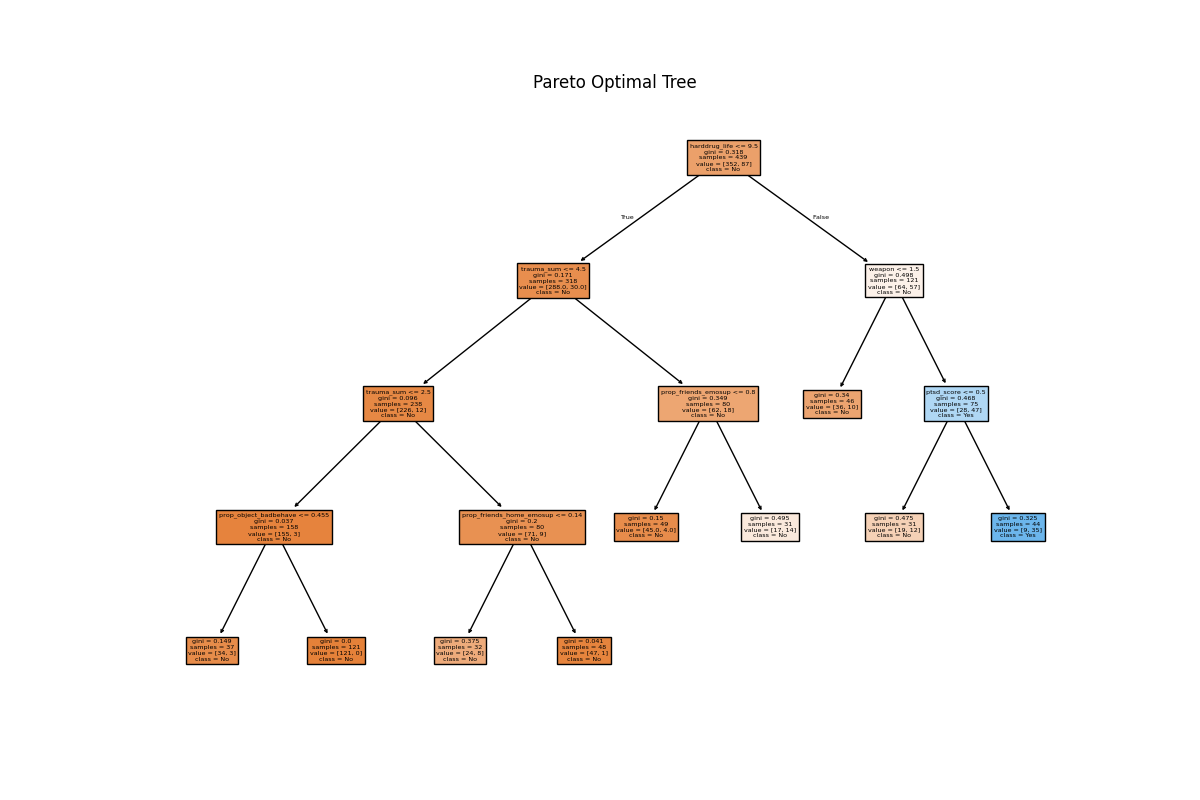 Pareto Optimal Tree
harddrug_life <= 9.5
gini = 0.318
samples = 439
value = [352, 87]
class = No
True
False
trauma_sum <= 4.5
gini = 0.171
samples = 318
value = [288.0, 30.0]
class = No
weapon <= 1.5
gini = 0.498
samples = 121
value = [64, 57]
class = No
trauma_sum <= 2.5
gini = 0.096
samples = 238
value = [226, 12]
class = No
prop_friends_emosup <= 0.8
gini = 0.349
samples = 80
value = [62, 18]
class = No
gini = 0.34
samples = 46
value = [36, 10]
class = No
ptsd_score <= 0.5
gini = 0.468
samples = 75
value = [28, 47]
class = Yes
prop_object_badbehave <= 0.455
gini = 0.037
samples = 158
value = [155, 3]
class = No
prop_friends_home_emosup <= 0.14
gini = 0.2
samples = 80
value = [71, 9]
class = No
gini = 0.15
samples = 49
value = [45.0, 4.0]
class = No
gini = 0.495
samples = 31
value = [17, 14]
class = No
gini = 0.475
samples = 31
value = [19, 12]
class = No
gini = 0.325
samples = 44
value = [9, 35]
class = Yes
gini = 0.149
samples = 37
value = [34, 3]
class = No
gini = 0.0
samples = 121
value = [121, 0]
class = No
gini = 0.375
samples = 32
value = [24, 8]
class = No
gini = 0.041
samples = 48
value = [47, 1]
class = No